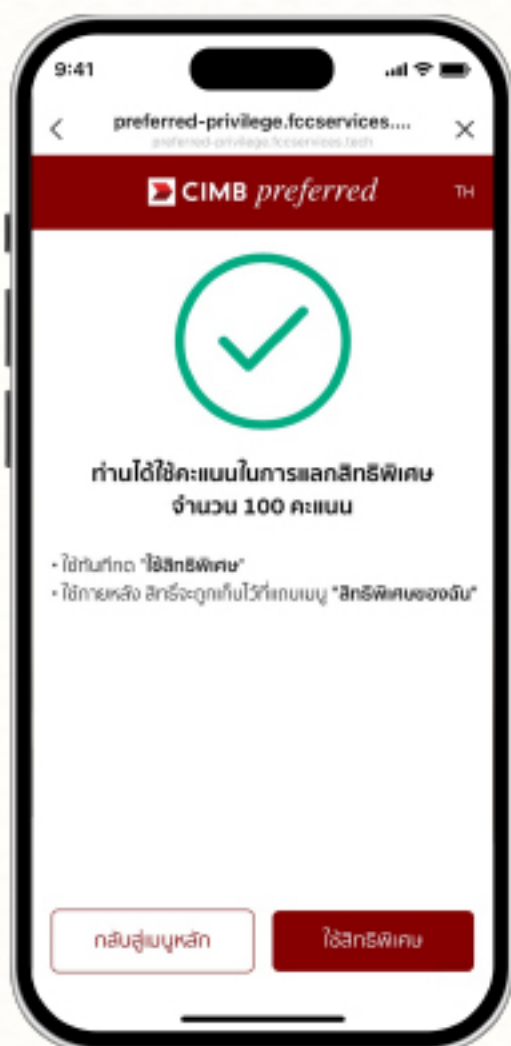 9:41
preferred-privilege.fccservices....
preferred-privilege.fccservices.tech
CIMB preferred
TH
ท่านได้ใช้คะแนนในการแลกสิทธิพิเศษ
จำนวน 100 คะแนน
• ใช้ทันทีกด "ใช้สิทธิพิเศษ"
• ใช้ภายหลัง สิทธิ์จะถูกเก็บไว้ที่แถบเมนู "สิทธิพิเศษของฉัน"
กลับสู่เมนูหลัก
ใช้สิทธิพิเศษ